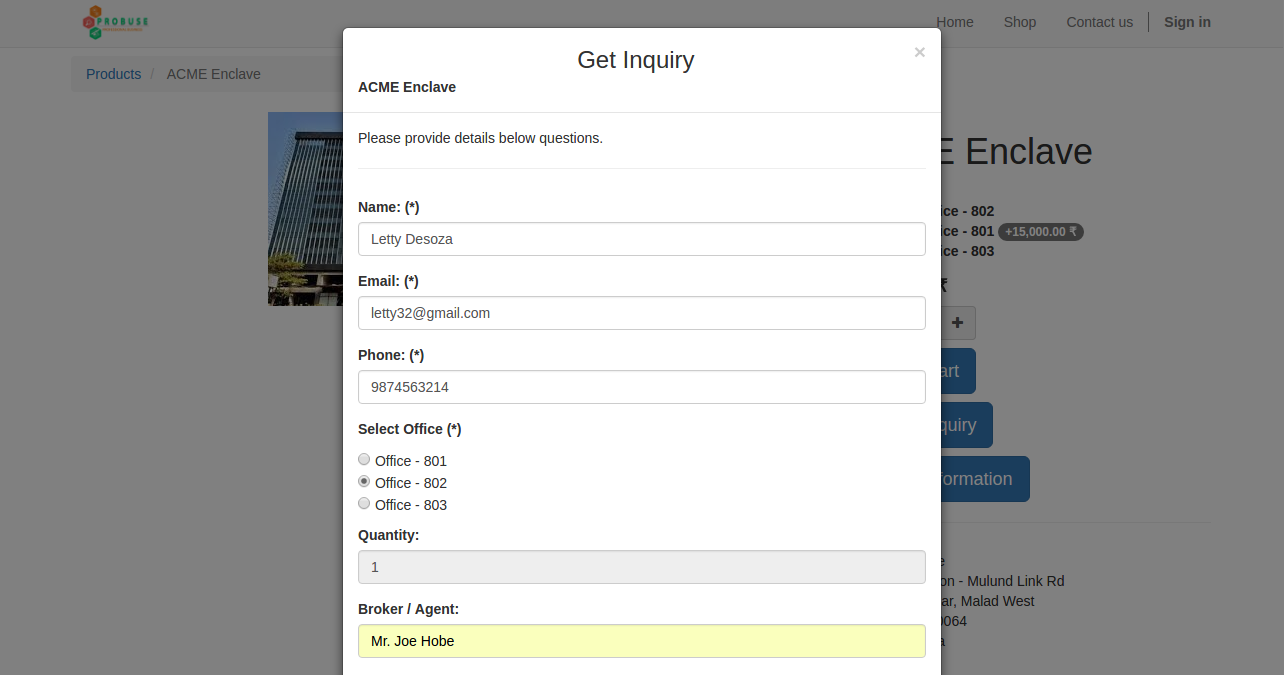 PROBUSE
Home Shop Contact us Sign in
Products / ACME Enclave
Get Inquiry
×
ACME Enclave
Please provide details below questions.
Name: (*)
Letty Desoza
Email: (*)
letty32@gmail.com
Phone: (*)
9874563214
Select Office (*)
Office - 801
Office - 802
Office - 803
Quantity:
1
Broker / Agent:
Mr. Joe Hobe
E Enclave
ice - 802
ice - 801 +15,000.00 ₹
ice - 803
₹
+
art
quiry
formation
e
on - Mulund Link Rd
ar, Malad West
0064
a